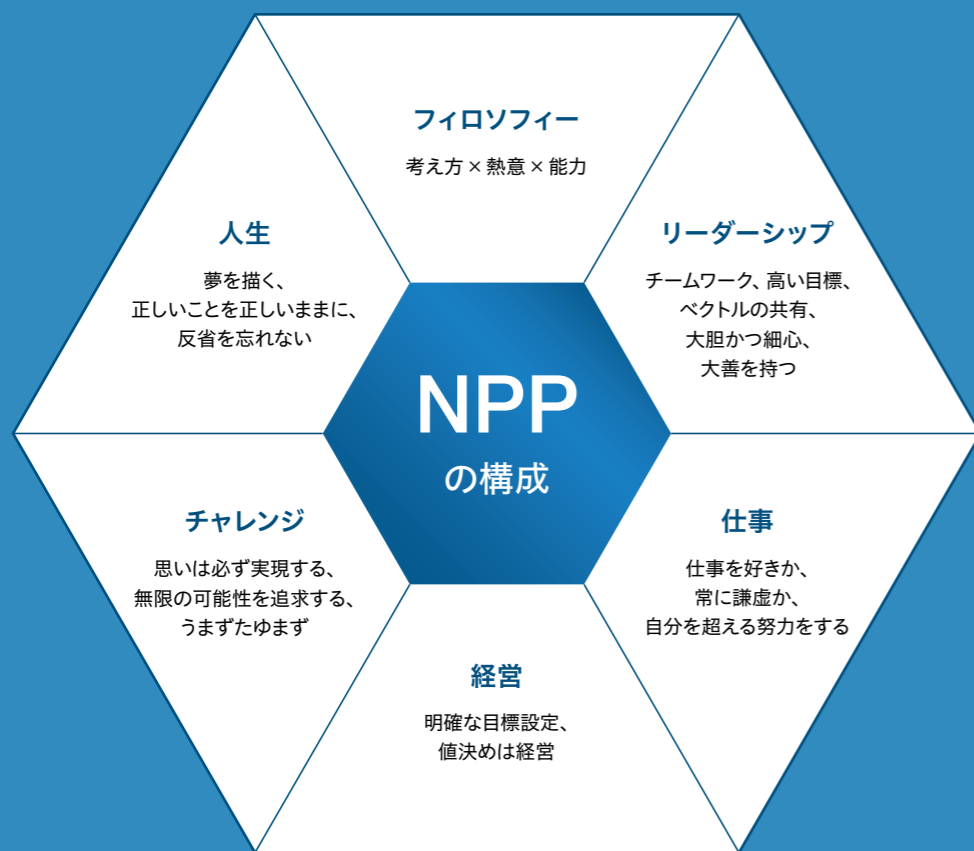 フィロソフィー
考え方×熱意×能力
リーダーシップ
チームワーク、高い目標、
ベクトルの共有、
大胆かつ細心、
大善を持つ
仕事
仕事を好きか、
常に謙虚か、
自分を超える努力をする
経営
明確な目標設定、
値決めは経営
チャレンジ
思いは必ず実現する、
無限の可能性を追求する、
うまずたゆまず
人生
夢を描く、
正しいことを正しいままに、
反省を忘れない
NPP
の構成